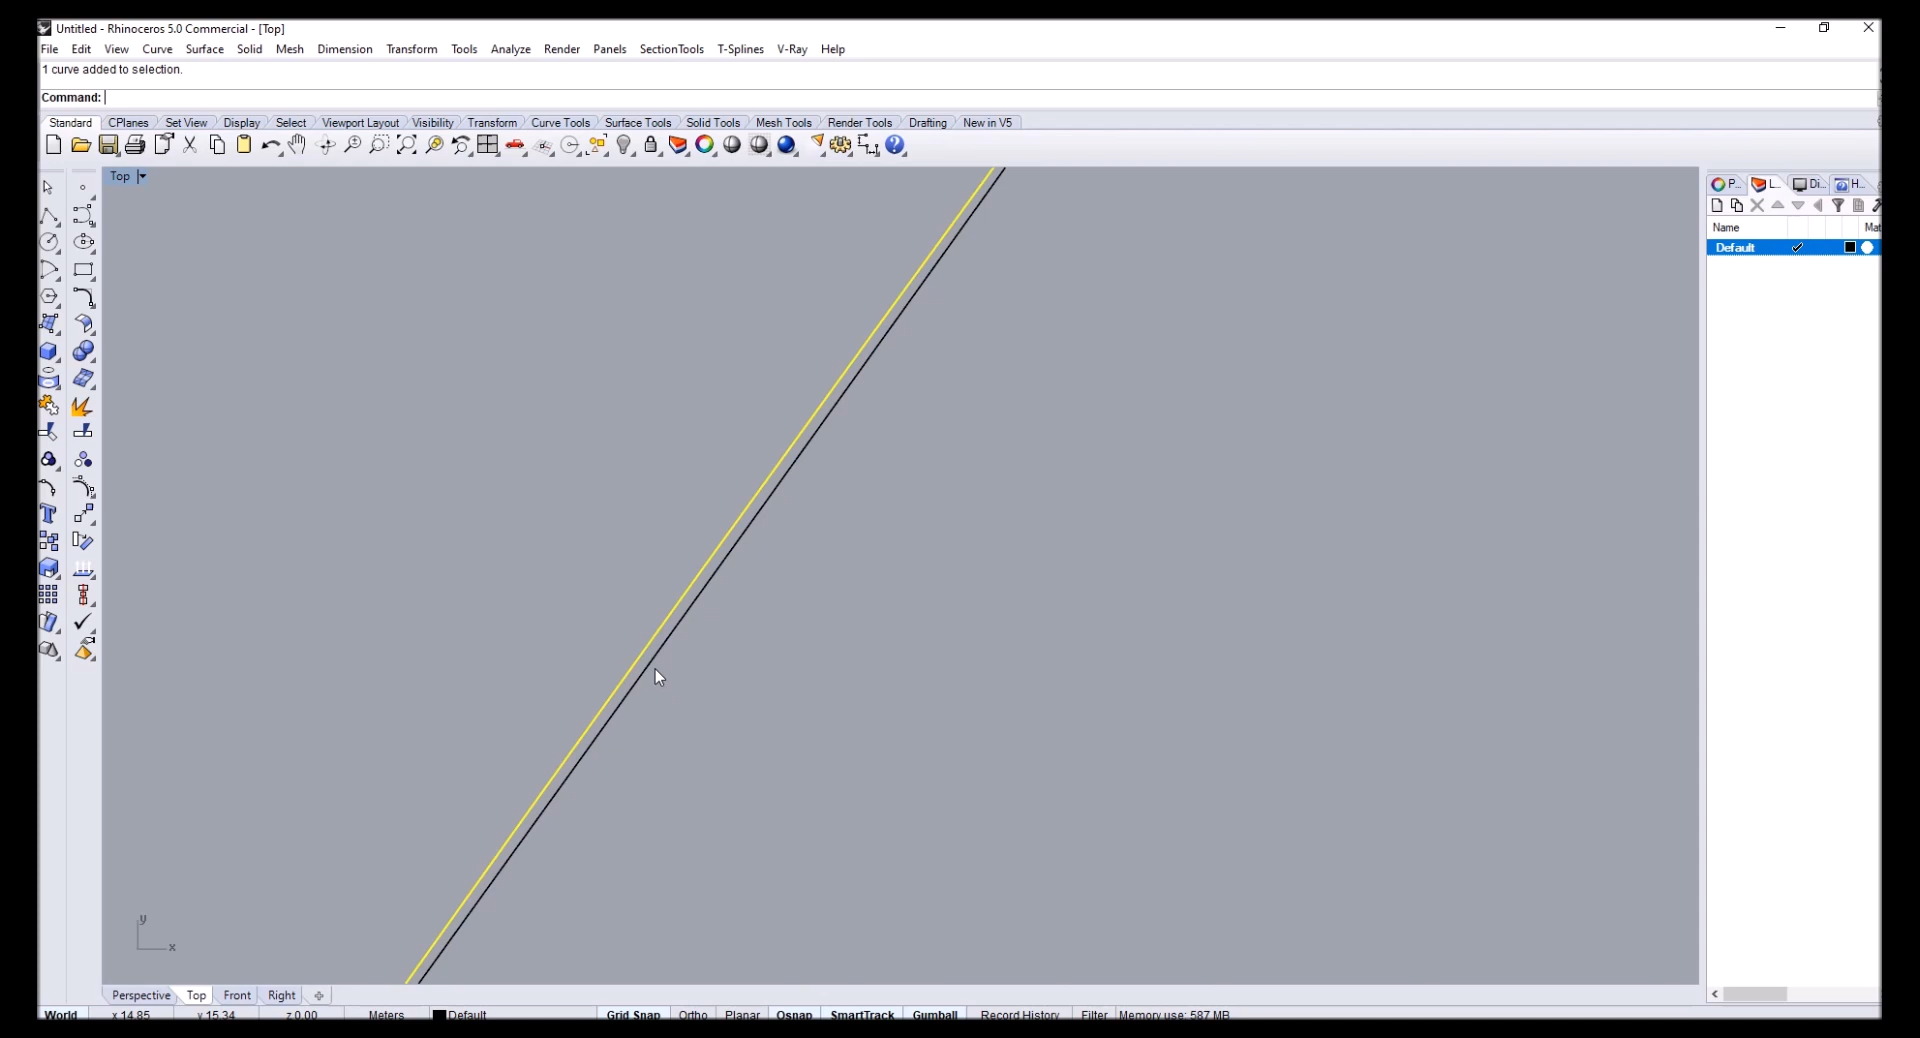 Untitled - Rhinoceros 5.0 Commercial - [Top]
File Edit View Curve Surface Solid Mesh Dimension Transform Tools Analyze Render Panels SectionTools T-Splines V-Ray Help
1 curve added to selection.
Command:
Standard CPlanes Set View Display Select Viewport Layout Visibility Transform Curve Tools Surface Tools Solid Tools Mesh Tools Render Tools Drafting New in V5
Top
P... L... Di... H...
Name Mat
Default
y
x
Perspective Top Front Right
World x 14.85 y 15.34 z 0.00 Meters Default Grid Snap Ortho Planar Osnap SmartTrack Gumball Record History Filter Memory use: 587 MB